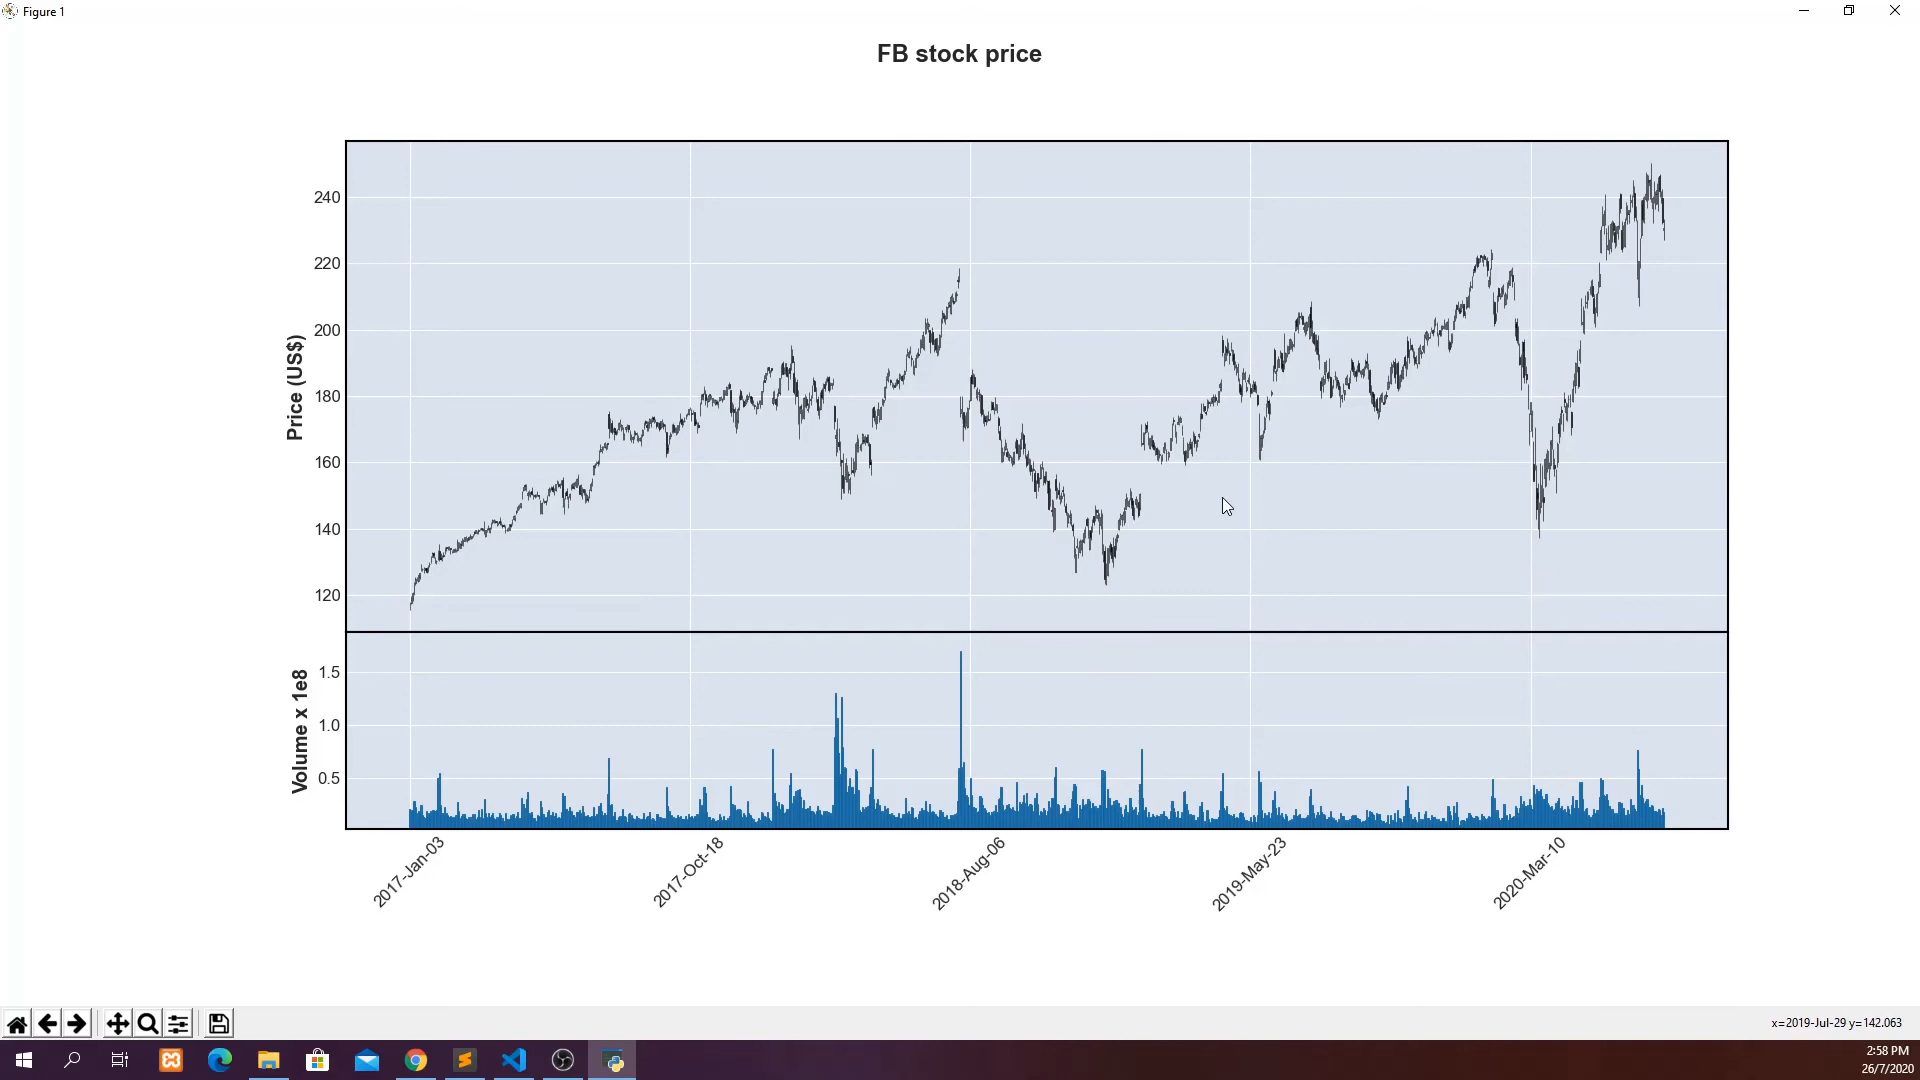 Figure 1
FB stock price
Price (US$)
240
220
200
180
160
140
120
Volume x 1e8
1.5
1.0
0.5
2017-Jan-03
2017-Oct-18
2018-Aug-06
2019-May-23
2020-Mar-10
x=2019-Jul-29 y=142.063
2:58 PM
26/7/2020